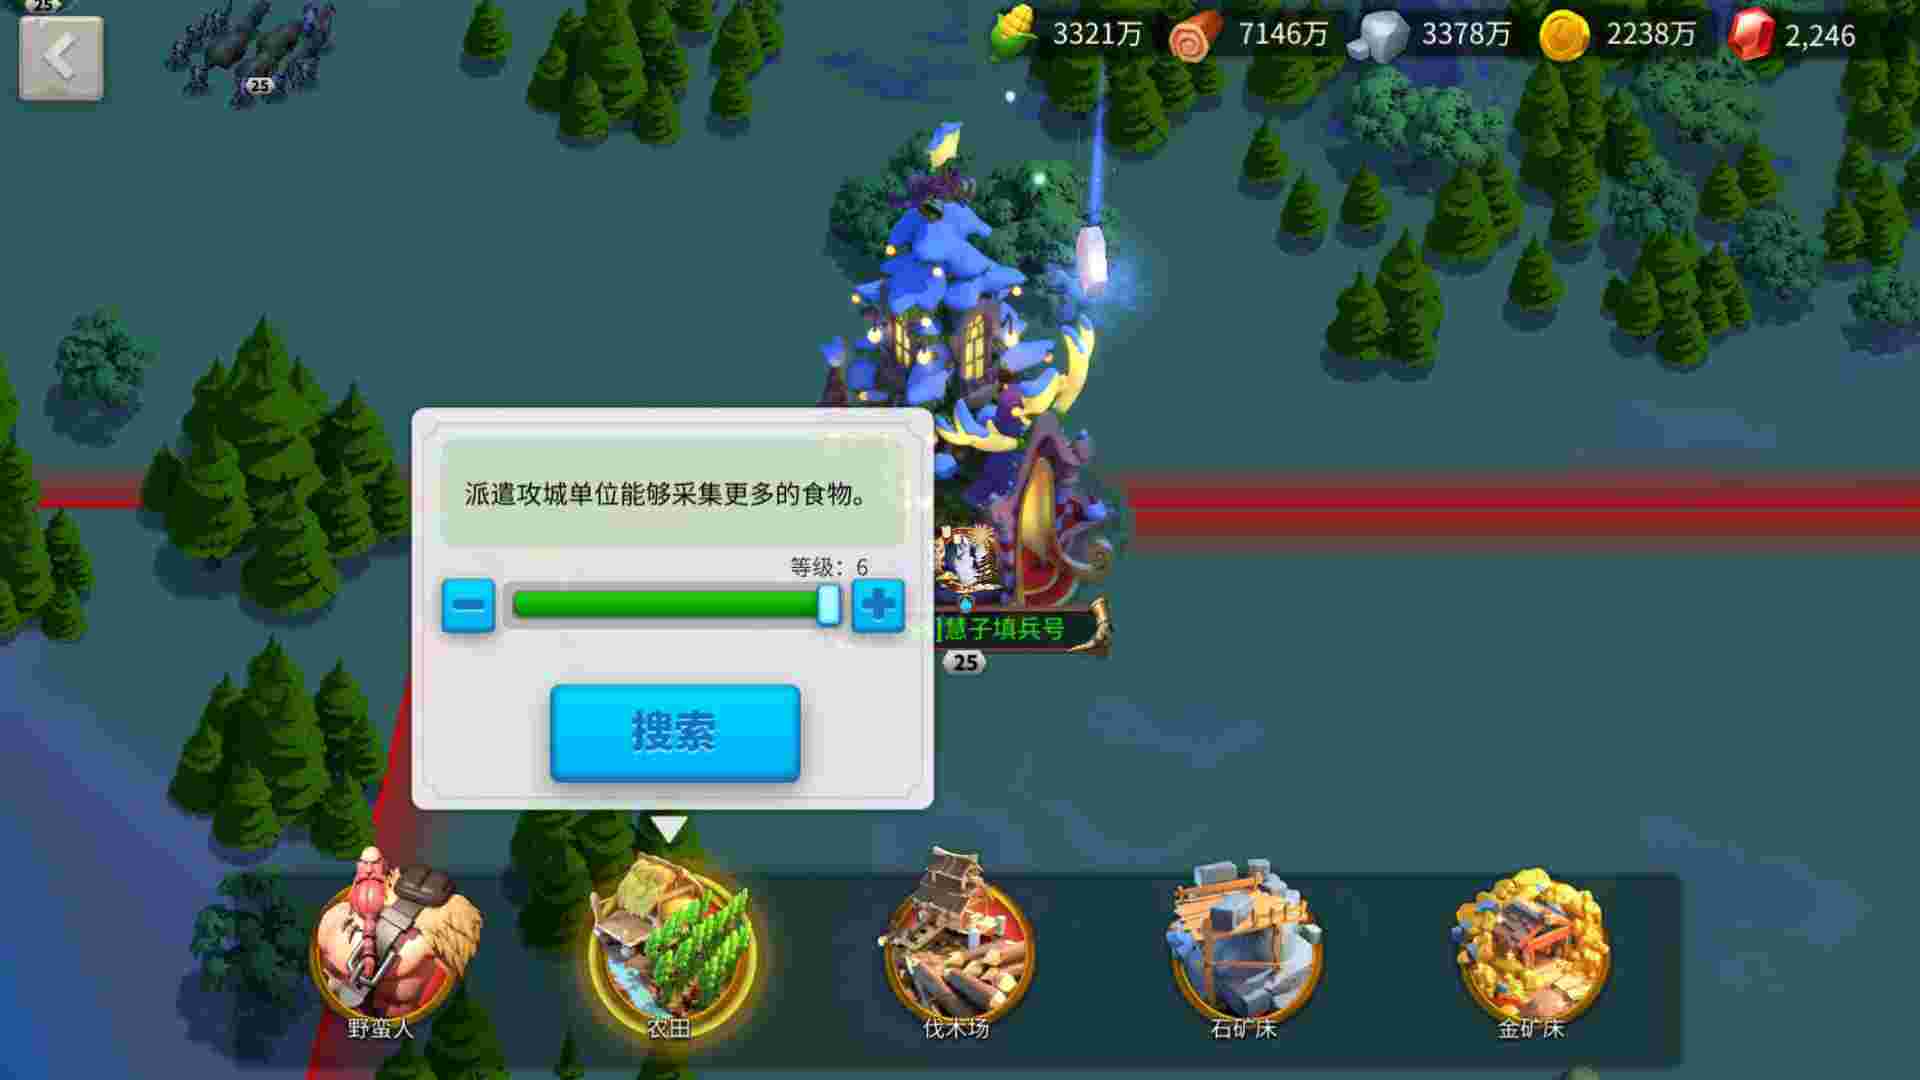 25
3321万
7146万
3378万
2238万
2,246
25
派遣攻城单位能够采集更多的食物。
等级：6
]慧子填兵号
25
搜索
野蛮人
农田
伐木场
石矿床
金矿床